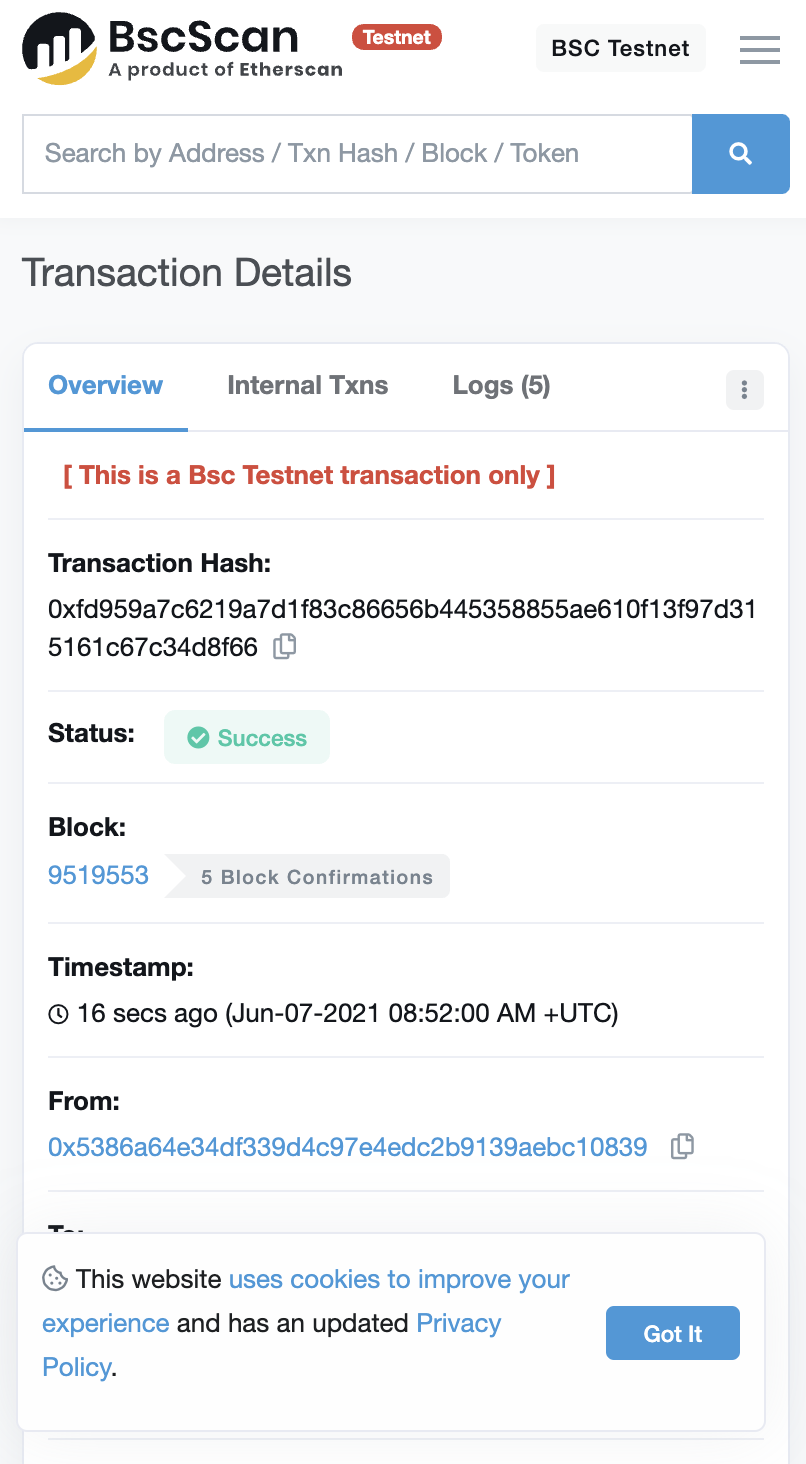 BscScan
A product of Etherscan
Testnet
BSC Testnet
Search by Address / Txn Hash / Block / Token
Transaction Details
Overview
Internal Txns
Logs (5)
[ This is a Bsc Testnet transaction only ]
Transaction Hash:
0xfd959a7c6219a7d1f83c86656b445358855ae610f13f97d31
5161c67c34d8f66
Status:
Success
Block:
9519553
5 Block Confirmations
Timestamp:
16 secs ago (Jun-07-2021 08:52:00 AM +UTC)
From:
0x5386a64e34df339d4c97e4edc2b9139aebc10839
To:
This website uses cookies to improve your
experience and has an updated Privacy
Policy.
Got It